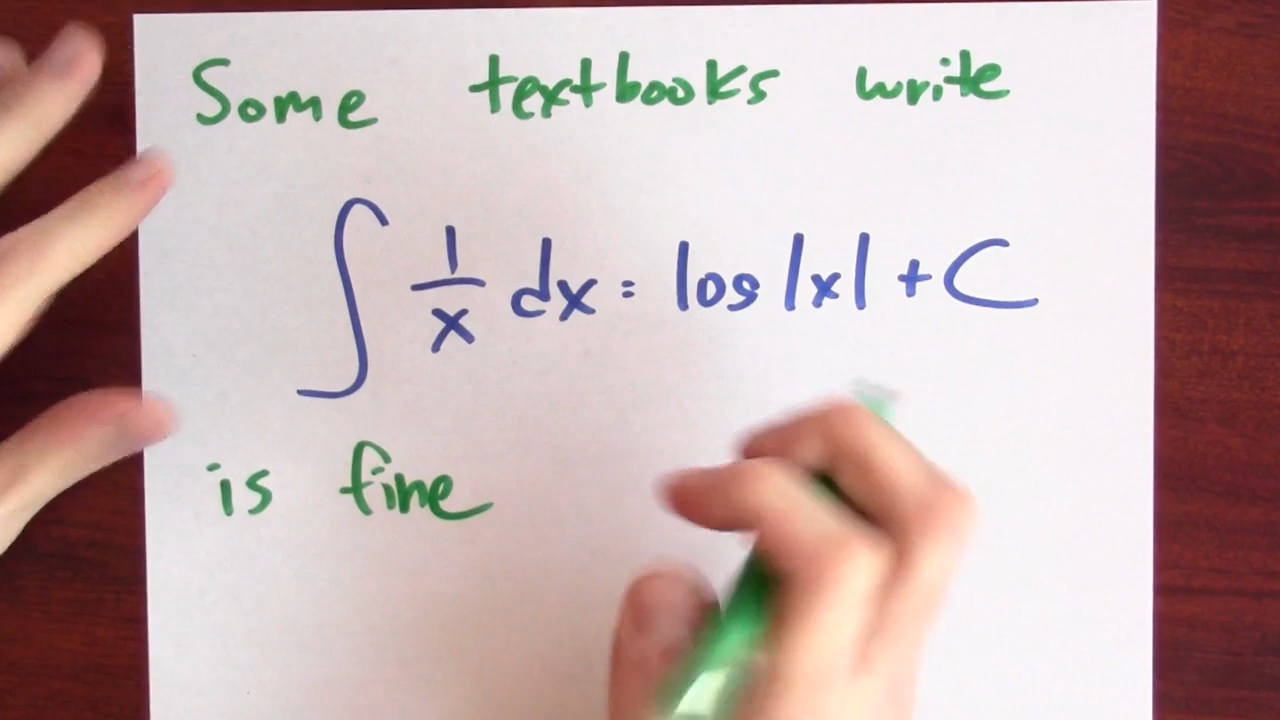 Some textbooks write
∫ 1/x dx = log |x| + C
is fine